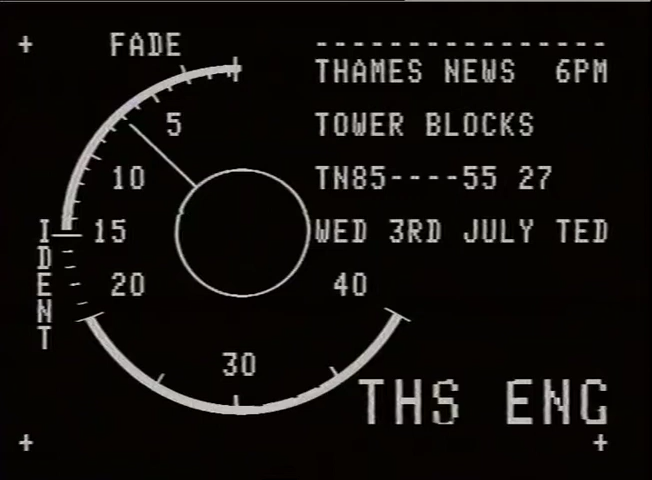 FADE
----------------
THAMES NEWS 6PM
5
TOWER BLOCKS
10
TN85----55 27
IDENT
15
WED 3RD JULY TED
20
40
30
THS ENG